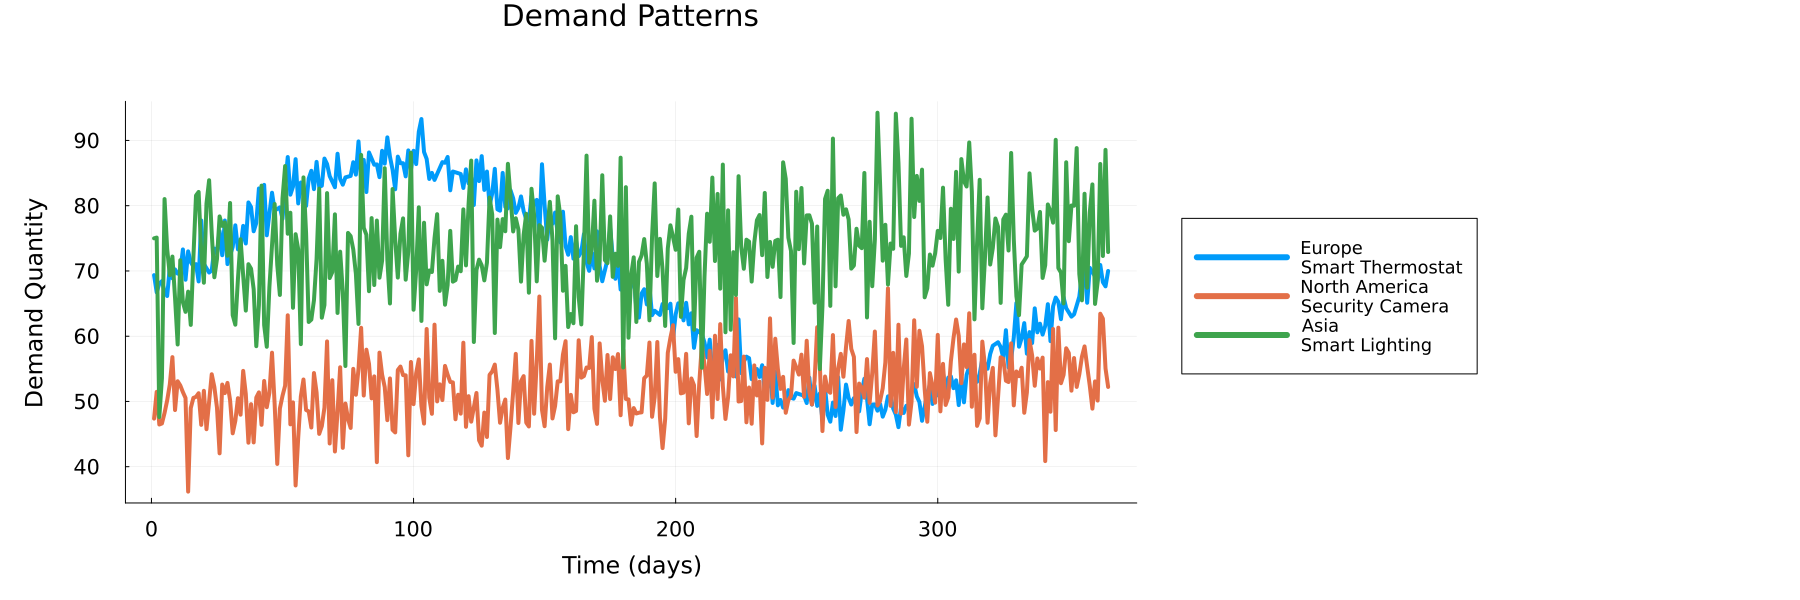 Demand Patterns
Demand Quantity
90
80
70
60
50
40
0
100
200
300
Time (days)
Europe
Smart Thermostat
North America
Security Camera
Asia
Smart Lighting